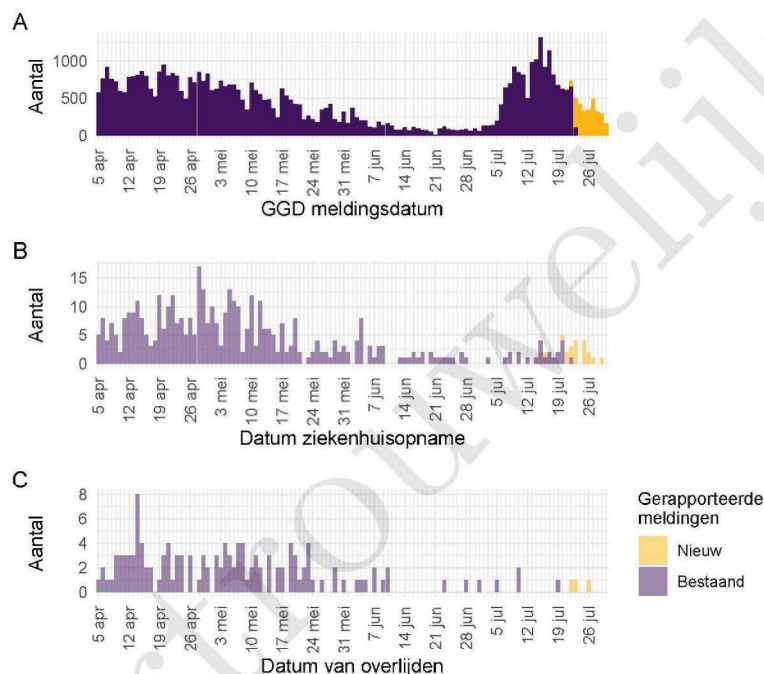 A
Aantal
1000
500
0
5 apr
12 apr
19 apr
26 apr
3 mei
10 mei
17 mei
24 mei
31 mei
7 jun
14 jun
21 jun
28 jun
5 jul
12 jul
19 jul
26 jul
GGD meldingsdatum
B
Aantal
15
10
5
0
5 apr
12 apr
19 apr
26 apr
3 mei
10 mei
17 mei
24 mei
31 mei
7 jun
14 jun
21 jun
28 jun
5 jul
12 jul
19 jul
26 jul
Datum ziekenhuisopname
C
Aantal
8
6
4
2
0
5 apr
12 apr
19 apr
26 apr
3 mei
10 mei
17 mei
24 mei
31 mei
7 jun
14 jun
21 jun
28 jun
5 jul
12 jul
19 jul
26 jul
Datum van overlijden
Gerapporteerde
meldingen
Nieuw
Bestaand